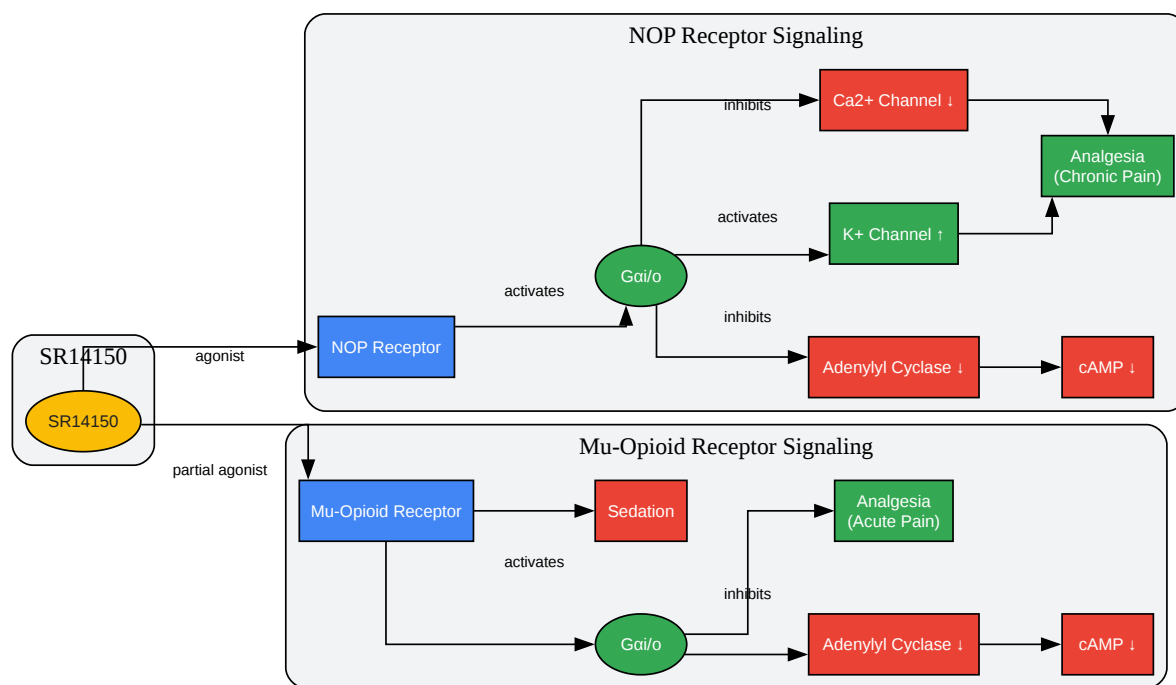 NOP Receptor Signaling
inhibits
Ca2+ Channel ↓
Analgesia
(Chronic Pain)
activates
K+ Channel ↑
Gαi/o
activates
inhibits
SR14150
agonist
NOP Receptor
Adenylyl Cyclase ↓
cAMP ↓
SR14150
partial agonist
Mu-Opioid Receptor Signaling
Mu-Opioid Receptor
Sedation
Analgesia
(Acute Pain)
activates
inhibits
Gαi/o
Adenylyl Cyclase ↓
cAMP ↓